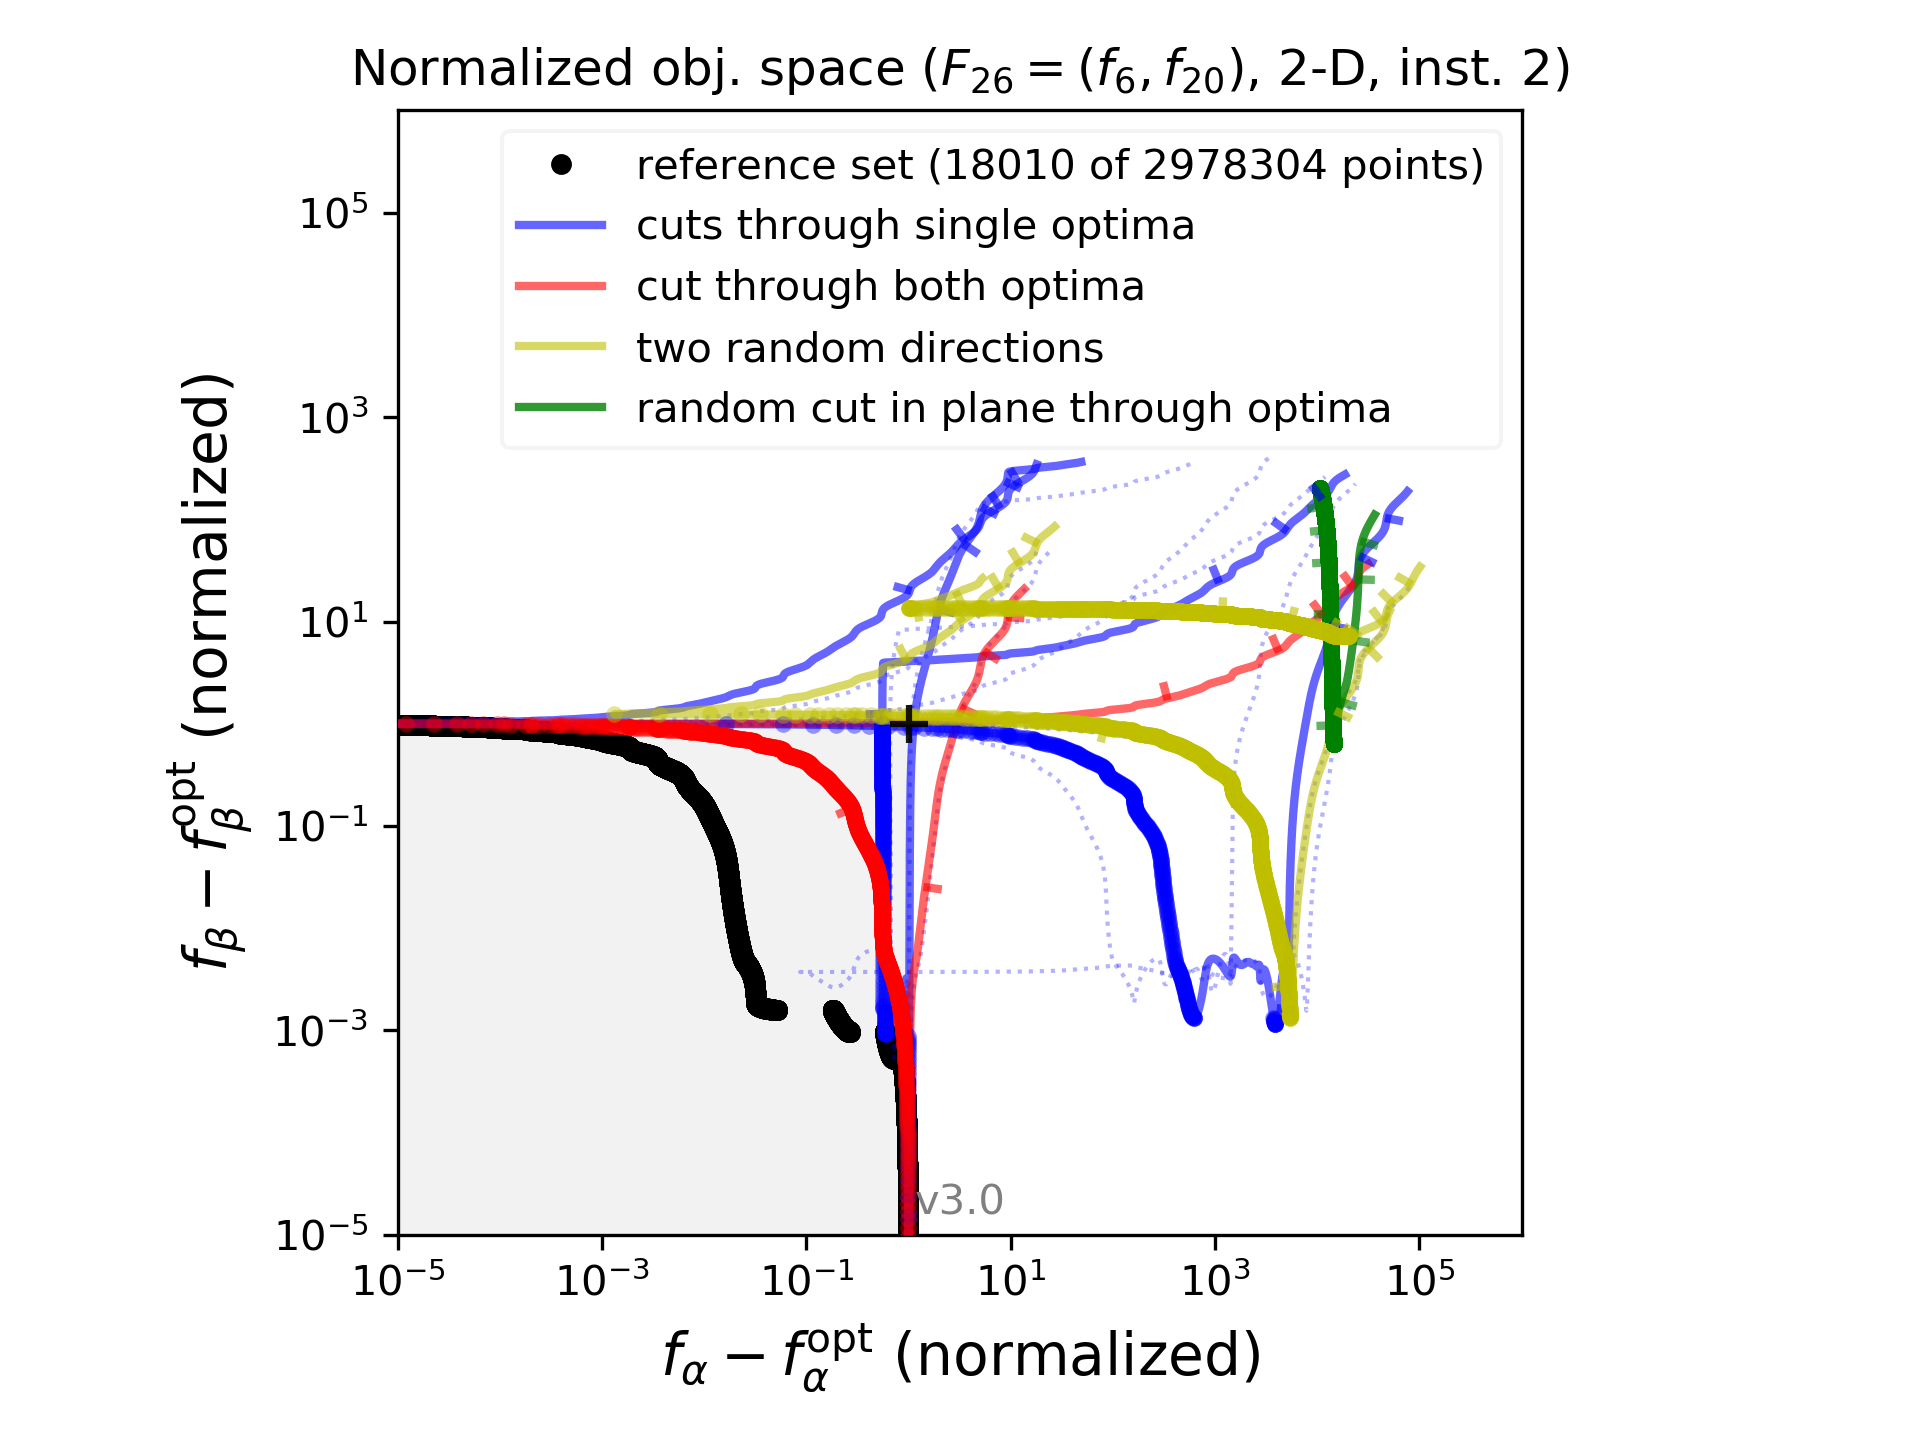 Normalized obj. space (F₂₆ = (f₆, f₂₀), 2-D, inst. 2)
reference set (18010 of 2978304 points)
cuts through single optima
cut through both optima
two random directions
random cut in plane through optima
10⁵
10³
10¹
10⁻¹
10⁻³
10⁻⁵
f_β − f_β^opt (normalized)
v3.0
10⁻⁵ 10⁻³ 10⁻¹ 10¹ 10³ 10⁵
f_α − f_α^opt (normalized)